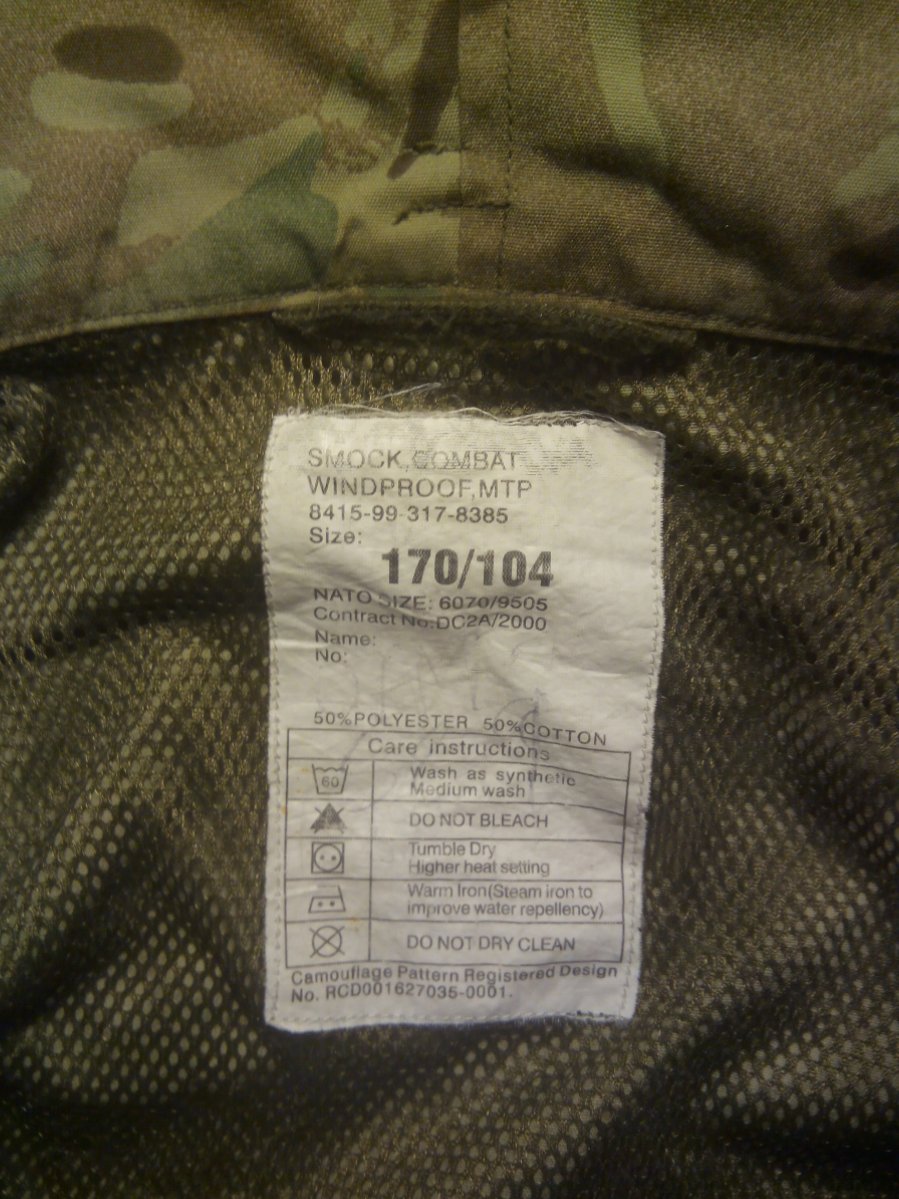 SMOCK,COMBAT
WINDPROOF,MTP
8415-99-317-8385
Size:
170/104
NATO SIZE: 6070/9505
Contract No:DC2A/2000
Name:
No:
50%POLYESTER 50%COTTON
Care instructions
60
Wash as synthetic
Medium wash
DO NOT BLEACH
Tumble Dry
Higher heat setting
Warm Iron(Steam iron to
improve water repellency)
DO NOT DRY CLEAN
Camouflage Pattern Registered Design
No. RCD001627035-0001.